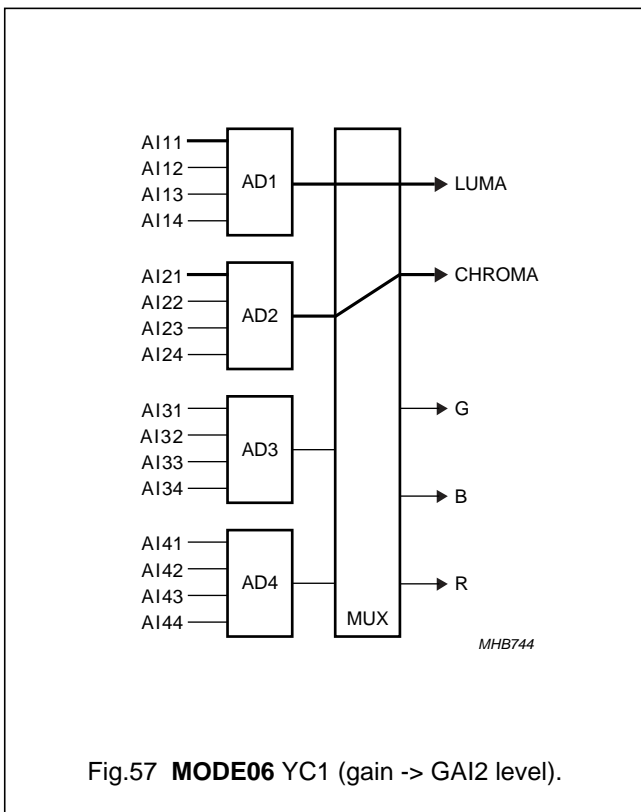 AI11
AI12
AI13
AI14
AD1
LUMA
AI21
AI22
AI23
AI24
AD2
CHROMA
AI31
AI32
AI33
AI34
AD3
G
B
AI41
AI42
AI43
AI44
AD4
R
MUX
MHB744
Fig.57 MODE06 YC1 (gain -> GAI2 level).